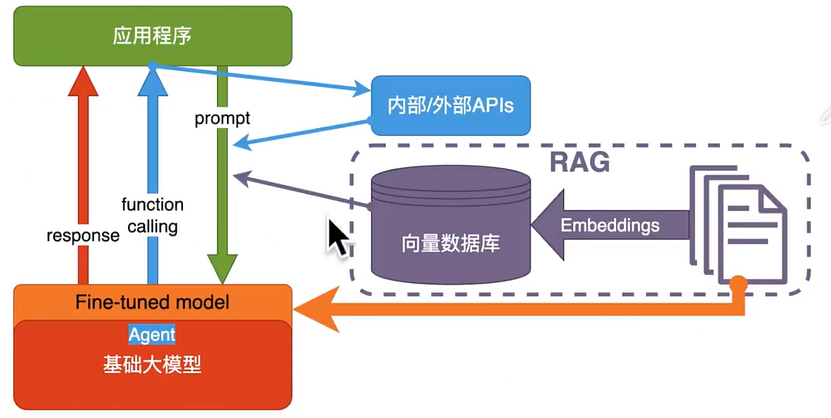 应用程序
prompt
内部/外部APIs
RAG
function
calling
response
向量数据库
Embeddings
Fine-tuned model
Agent
基础大模型